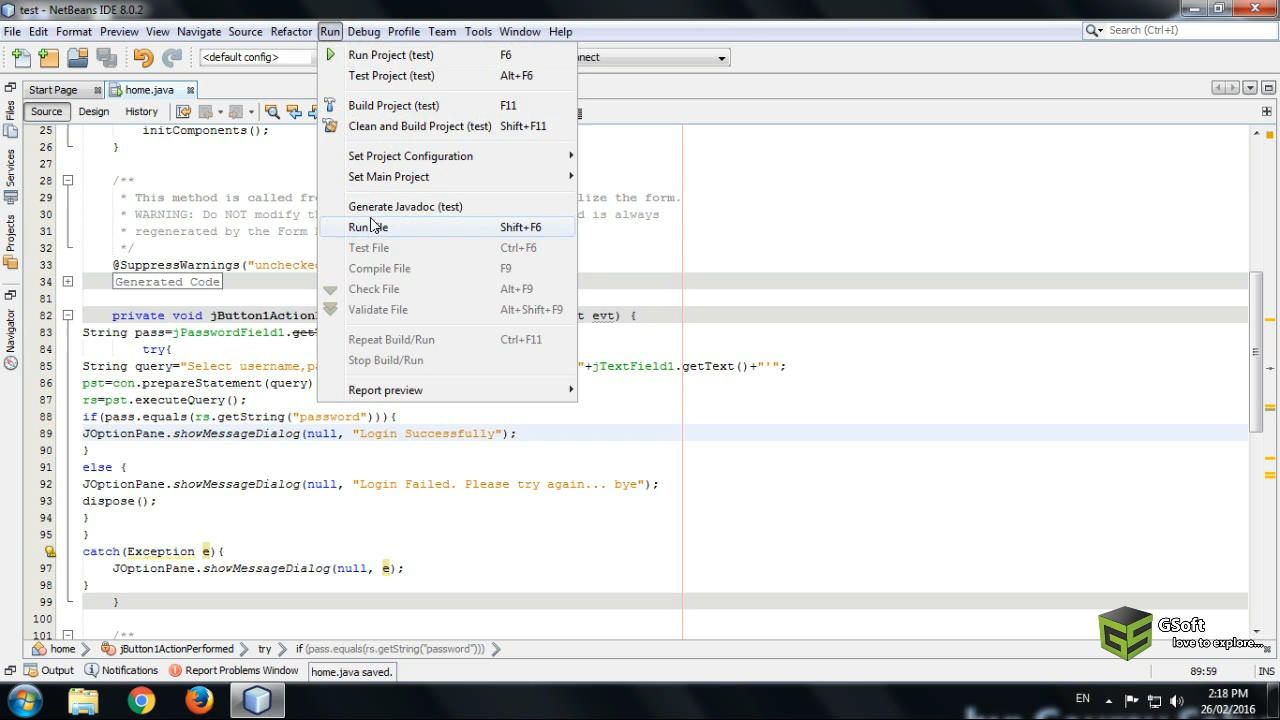 test - NetBeans IDE 8.0.2
File Edit Format Preview View Navigate Source Refactor Run Debug Profile Team Tools Window Help
Search (Ctrl+I)
<default config>
nect
Start Page home.java
Source Design History
Files
Services
Projects
Navigator
Run Project (test) F6
Test Project (test) Alt+F6
Build Project (test) F11
Clean and Build Project (test) Shift+F11
Set Project Configuration
Set Main Project
Generate Javadoc (test)
Run File Shift+F6
Test File Ctrl+F6
Compile File F9
Check File Alt+F9
Validate File Alt+Shift+F9
Repeat Build/Run Ctrl+F11
Stop Build/Run
Report preview
25 initComponents();
26 }
27
28 /**
29 * This method is called fro lize the form.
30 * WARNING: Do NOT modify th d is always
31 * regenerated by the Form
32 */
33 @SuppressWarnings("unchecked
34 Generated Code
81
82 private void jButton1Action t evt) {
83 String pass=jPasswordField1.get
84 try{
85 String query="Select username,pa "+jTextField1.getText()+"'";
86 pst=con.prepareStatement(query)
87 rs=pst.executeQuery();
88 if(pass.equals(rs.getString("password"))){
89 JOptionPane.showMessageDialog(null, "Login Successfully");
90 }
91 else {
92 JOptionPane.showMessageDialog(null, "Login Failed. Please try again... bye");
93 dispose();
94 }
95 }
catch(Exception e){
97 JOptionPane.showMessageDialog(null, e);
98 }
99 }
100
101 /**
home jButton1ActionPerformed try if (pass.equals(rs.getString("password")))
Output Notifications Report Problems Window home.java saved. 89:59 INS
GSoft
love to explore...
EN
2:18 PM
26/02/2016